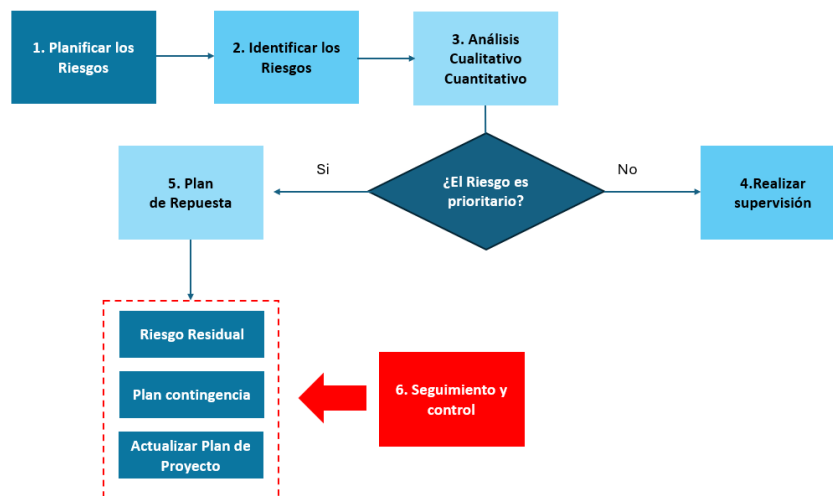 1. Planificar los
Riesgos
2. Identificar los
Riesgos
3. Análisis
Cualitativo
Cuantitativo
¿El Riesgo es
prioritario?
Si
No
5. Plan
de Repuesta
4.Realizar
supervisión
Riesgo Residual
Plan contingencia
Actualizar Plan de
Proyecto
6. Seguimiento y
control